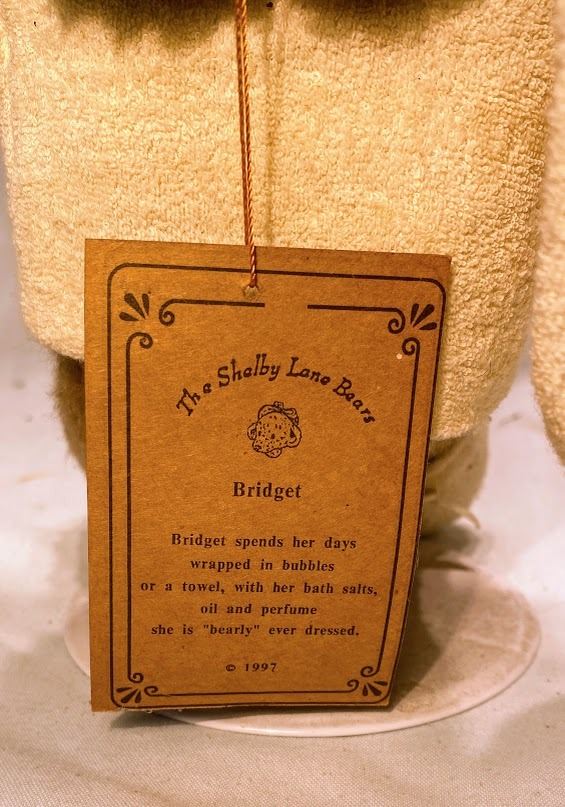 The Shelby Lane Bears
Bridget
Bridget spends her days
wrapped in bubbles
or a towel, with her bath salts,
oil and perfume
she is "bearly" ever dressed.
© 1997